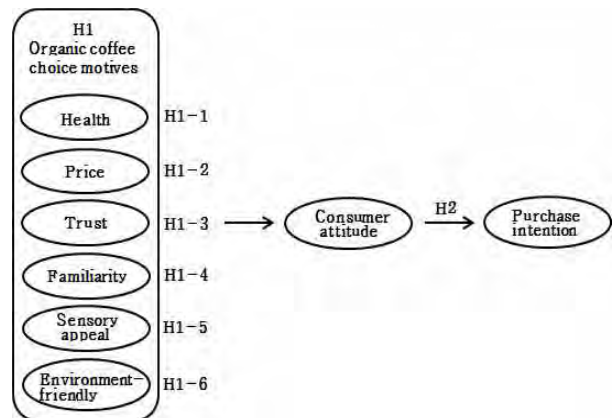 H1
Organic coffee
choice motives
Health
H1-1
Price
H1-2
Trust
H1-3
Familiarity
H1-4
Sensory
appeal
H1-5
Environment-
friendly
H1-6
Consumer
attitude
H2
Purchase
intention